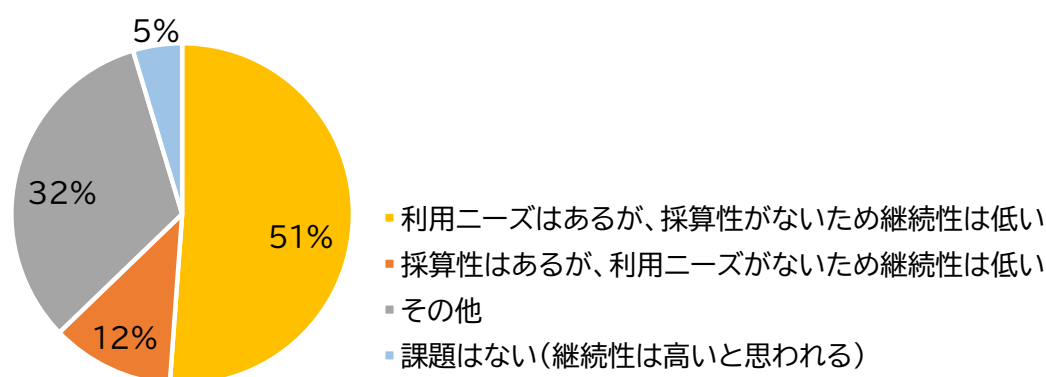 5%
32%
51%
12%
利用ニーズはあるが、採算性がないため継続性は低い
採算性はあるが、利用ニーズがないため継続性は低い
その他
課題はない（継続性は高いと思われる）